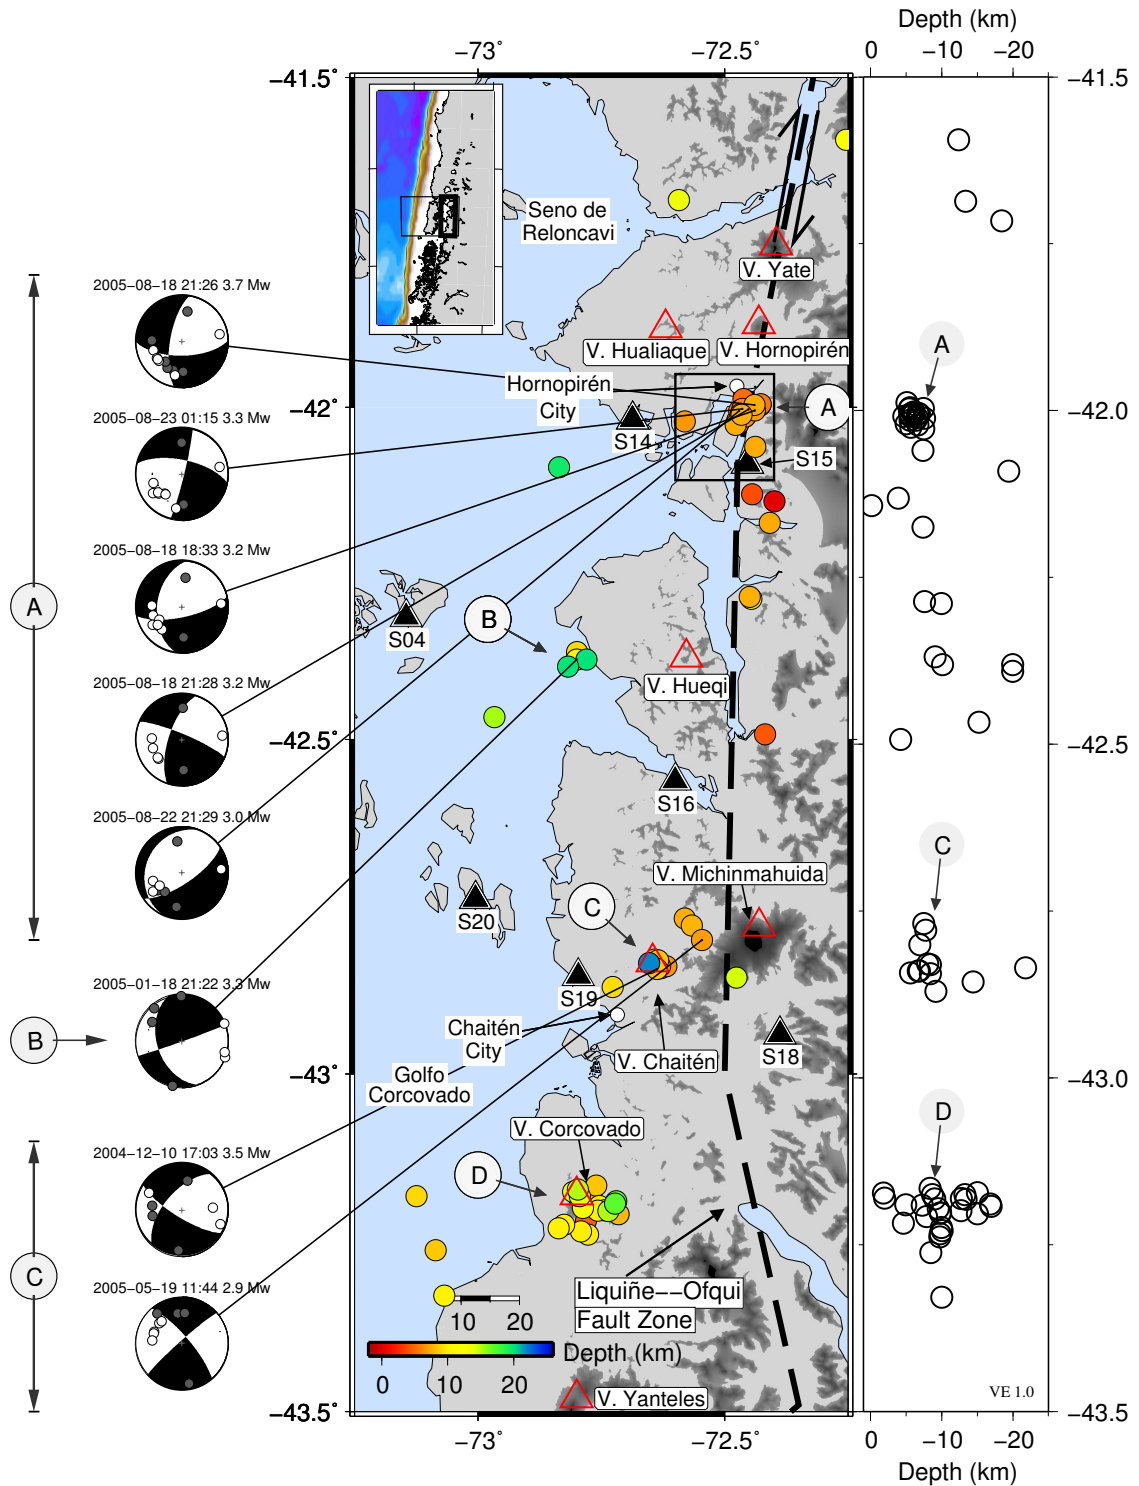 Depth (km)
−73˚
−72.5˚
0
−10
−20
−41.5˚
−41.5
Seno de
Reloncavi
V. Yate
2005−08−18 21:26 3.7 Mw
V. Hualiaque
V. Hornopirén
A
Hornopirén
City
A
−42˚
−42.0
S14
S15
2005−08−23 01:15 3.3 Mw
2005−08−18 18:33 3.2 Mw
A
B
S04
V. Hueqi
2005−08−18 21:28 3.2 Mw
−42.5˚
−42.5
S16
2005−08−22 21:29 3.0 Mw
C
V. Michinmahuida
S20
C
2005−01−18 21:22 3.3 Mw
S19
B
Chaitén
City
S18
V. Chaitén
Golfo
Corcovado
−43˚
−43.0
D
V. Corcovado
2004−12−10 17:03 3.5 Mw
D
C
2005−05−19 11:44 2.9 Mw
Liquiñe−−Ofqui
Fault Zone
10
20
Depth (km)
0
10
20
V. Yanteles
VE 1.0
−43.5˚
−43.5
−73˚
−72.5˚
0
−10
−20
Depth (km)